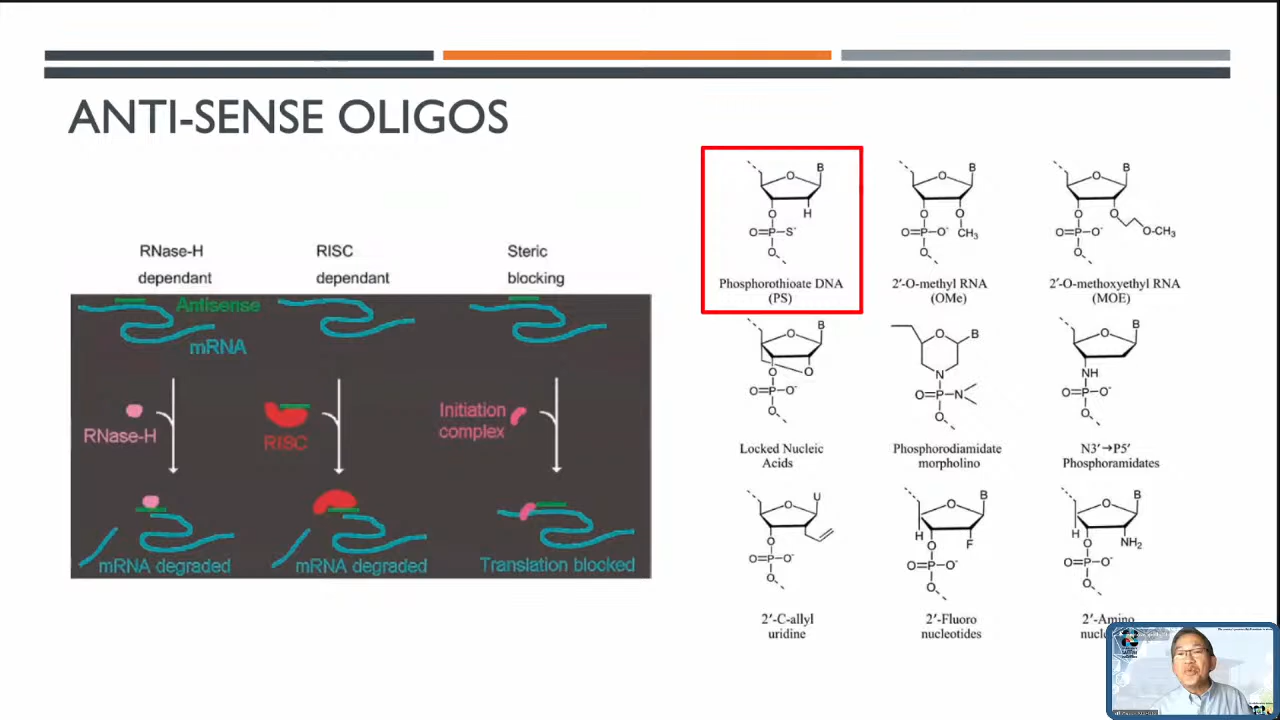 ANTI-SENSE OLIGOS
RNase-H
dependant
RISC
dependant
Steric
blocking
Antisense
mRNA
RNase-H
RISC
Initiation
complex
mRNA degraded
mRNA degraded
Translation blocked
O
B
O
H
O=P–S⁻
O
Phosphorothioate DNA
(PS)
O
B
O
O
O=P–O⁻
CH₃
O
2′-O-methyl RNA
(OMe)
O
B
O
O
O=P–O⁻
O–CH₃
O
2′-O-methoxyethyl RNA
(MOE)
O
B
O
O
O=P–O⁻
O
Locked Nucleic
Acids
O
B
N
O=P–N
O
Phosphorodiamidate
morpholino
O
B
NH
O=P–O⁻
O
N3′→P5′
Phosphoramidates
O
U
O
O=P–O⁻
O
2′-C-allyl
uridine
O
B
H
O
F
O=P–O⁻
O
2′-Fluoro
nucleotides
O
B
H
O
NH₂
O=P–O⁻
O
2′-Amino